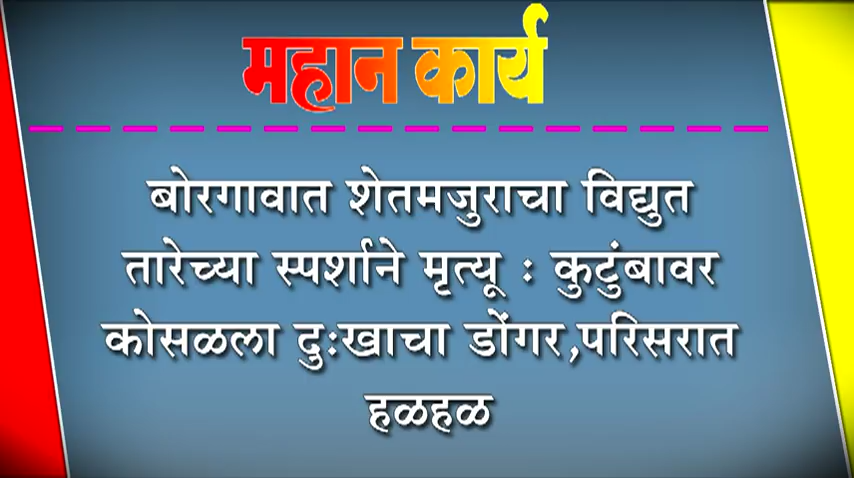 महान कार्य
बोरगावात शेतमजुराचा विद्युत
तारेच्या स्पर्शाने मृत्यू : कुटुंबावर
कोसळला दुःखाचा डोंगर,परिसरात
हळहळ